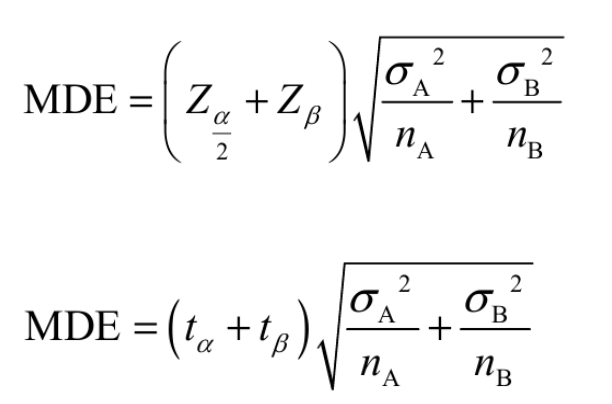 MDE = (Z_{α/2} + Z_β) √(σ_A²/n_A + σ_B²/n_B)
MDE = (t_α + t_β) √(σ_A²/n_A + σ_B²/n_B)